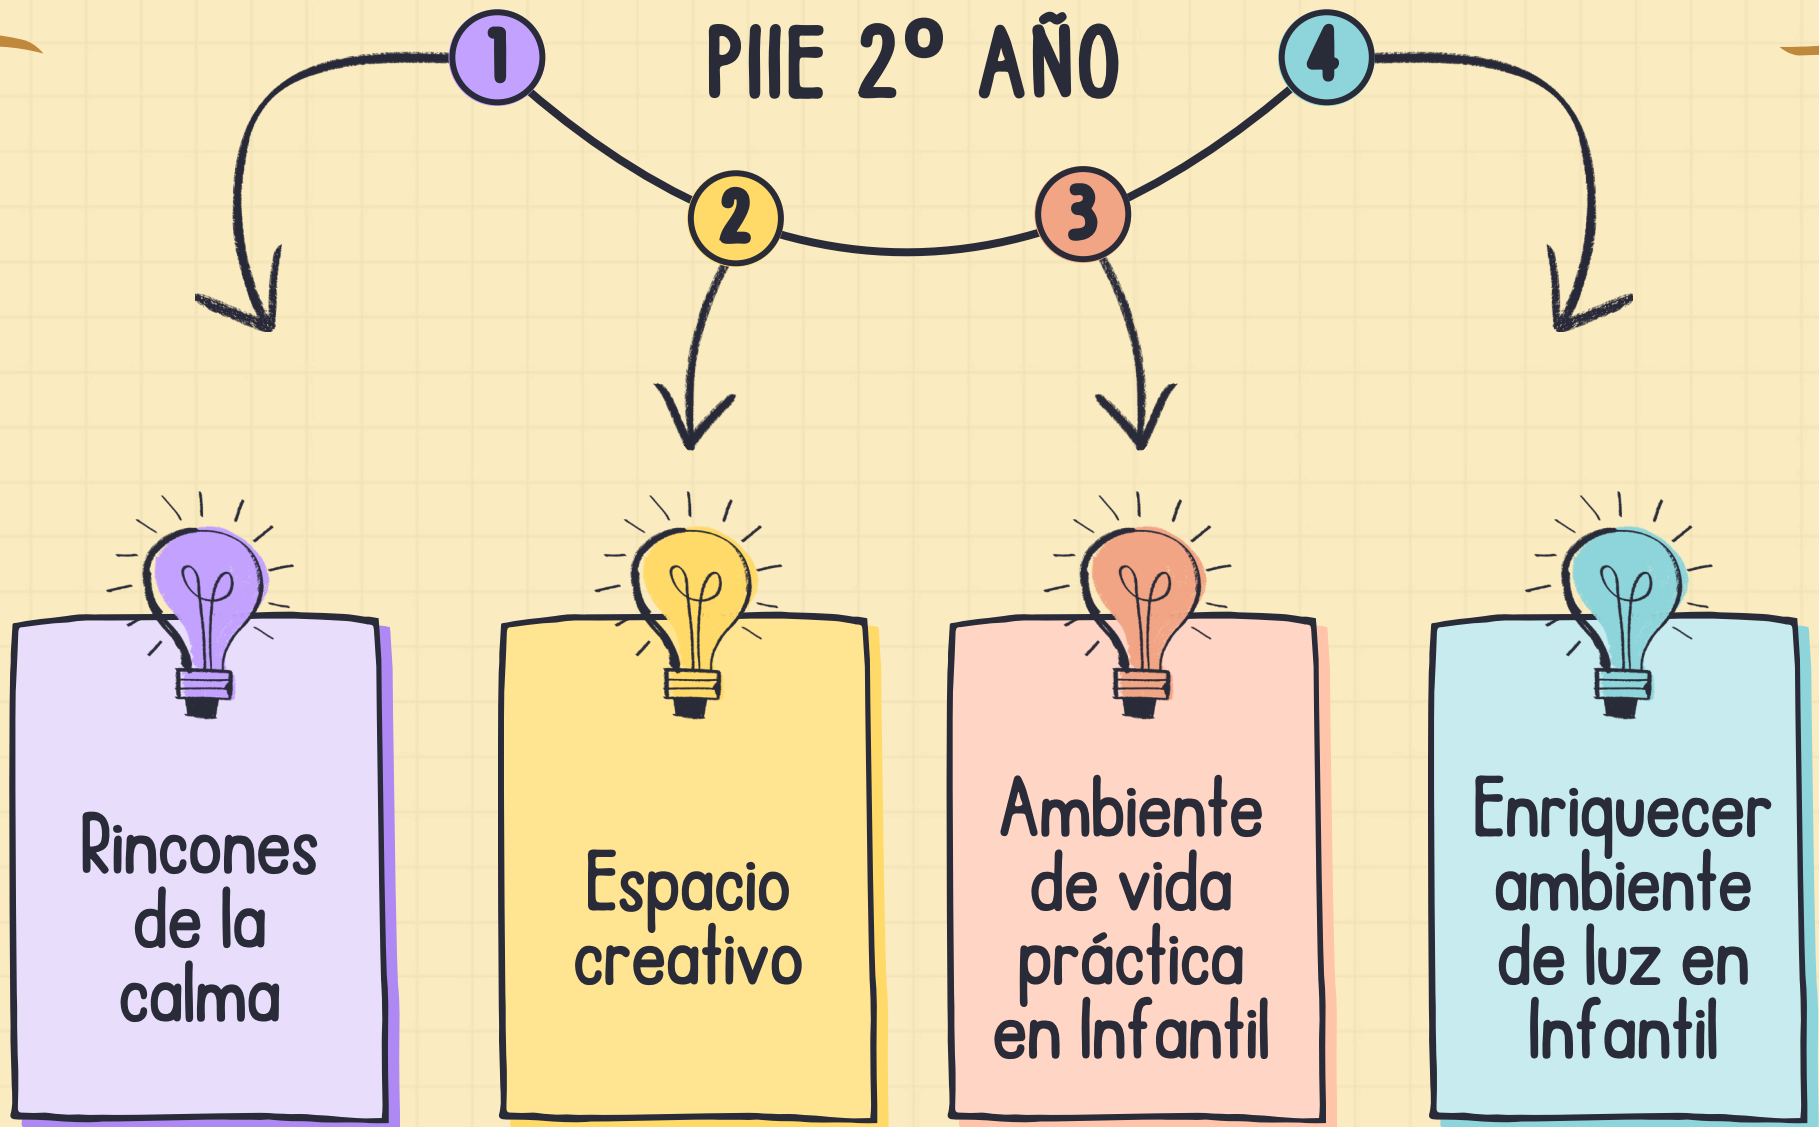 PIIE 2º AÑO
1
2
3
4
Rincones
de la
calma
Espacio
creativo
Ambiente
de vida
práctica
en Infantil
Enriquecer
ambiente
de luz en
Infantil